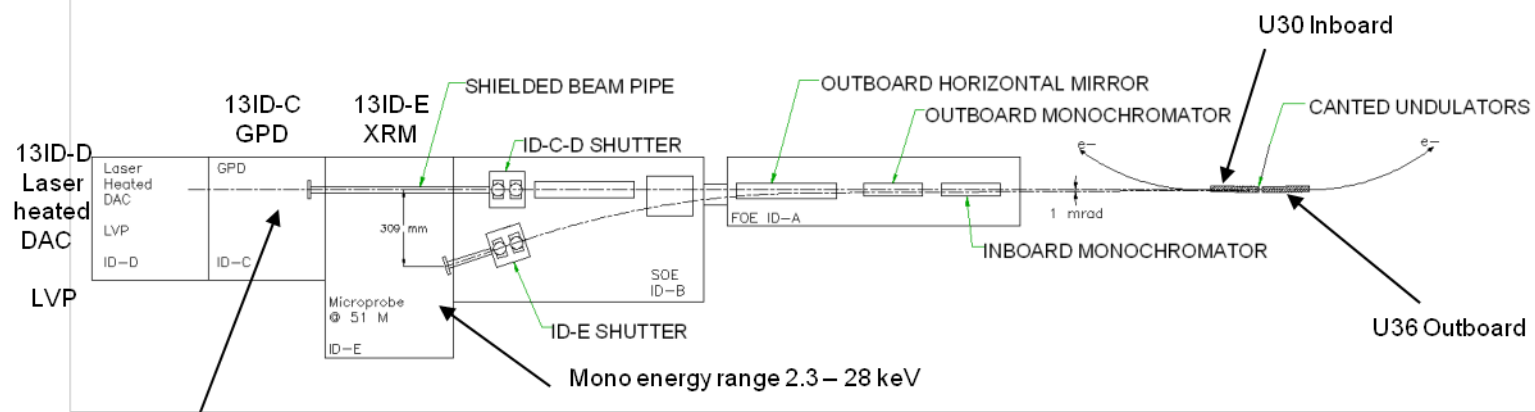 U30 Inboard
13ID-C
GPD
13ID-E
XRM
SHIELDED BEAM PIPE
OUTBOARD HORIZONTAL MIRROR
OUTBOARD MONOCHROMATOR
CANTED UNDULATORS
13ID-D
Laser
heated
DAC
LVP
ID-C-D SHUTTER
e-
e-
Laser
Heated
DAC
LVP
ID-D
GPD
ID-C
309 mm
FOE ID-A
1 mrad
INBOARD MONOCHROMATOR
SOE
ID-B
Microprobe
@ 51 M
ID-E
ID-E SHUTTER
U36 Outboard
Mono energy range 2.3 – 28 keV